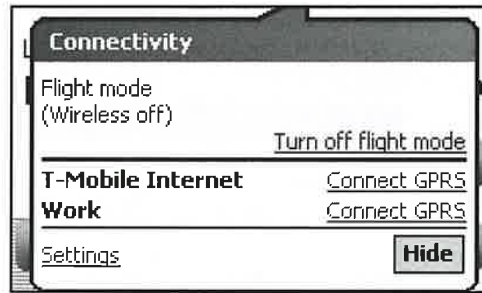 Connectivity
Flight mode
(Wireless off)
Turn off flight mode
T-Mobile Internet Connect GPRS
Work Connect GPRS
Settings Hide